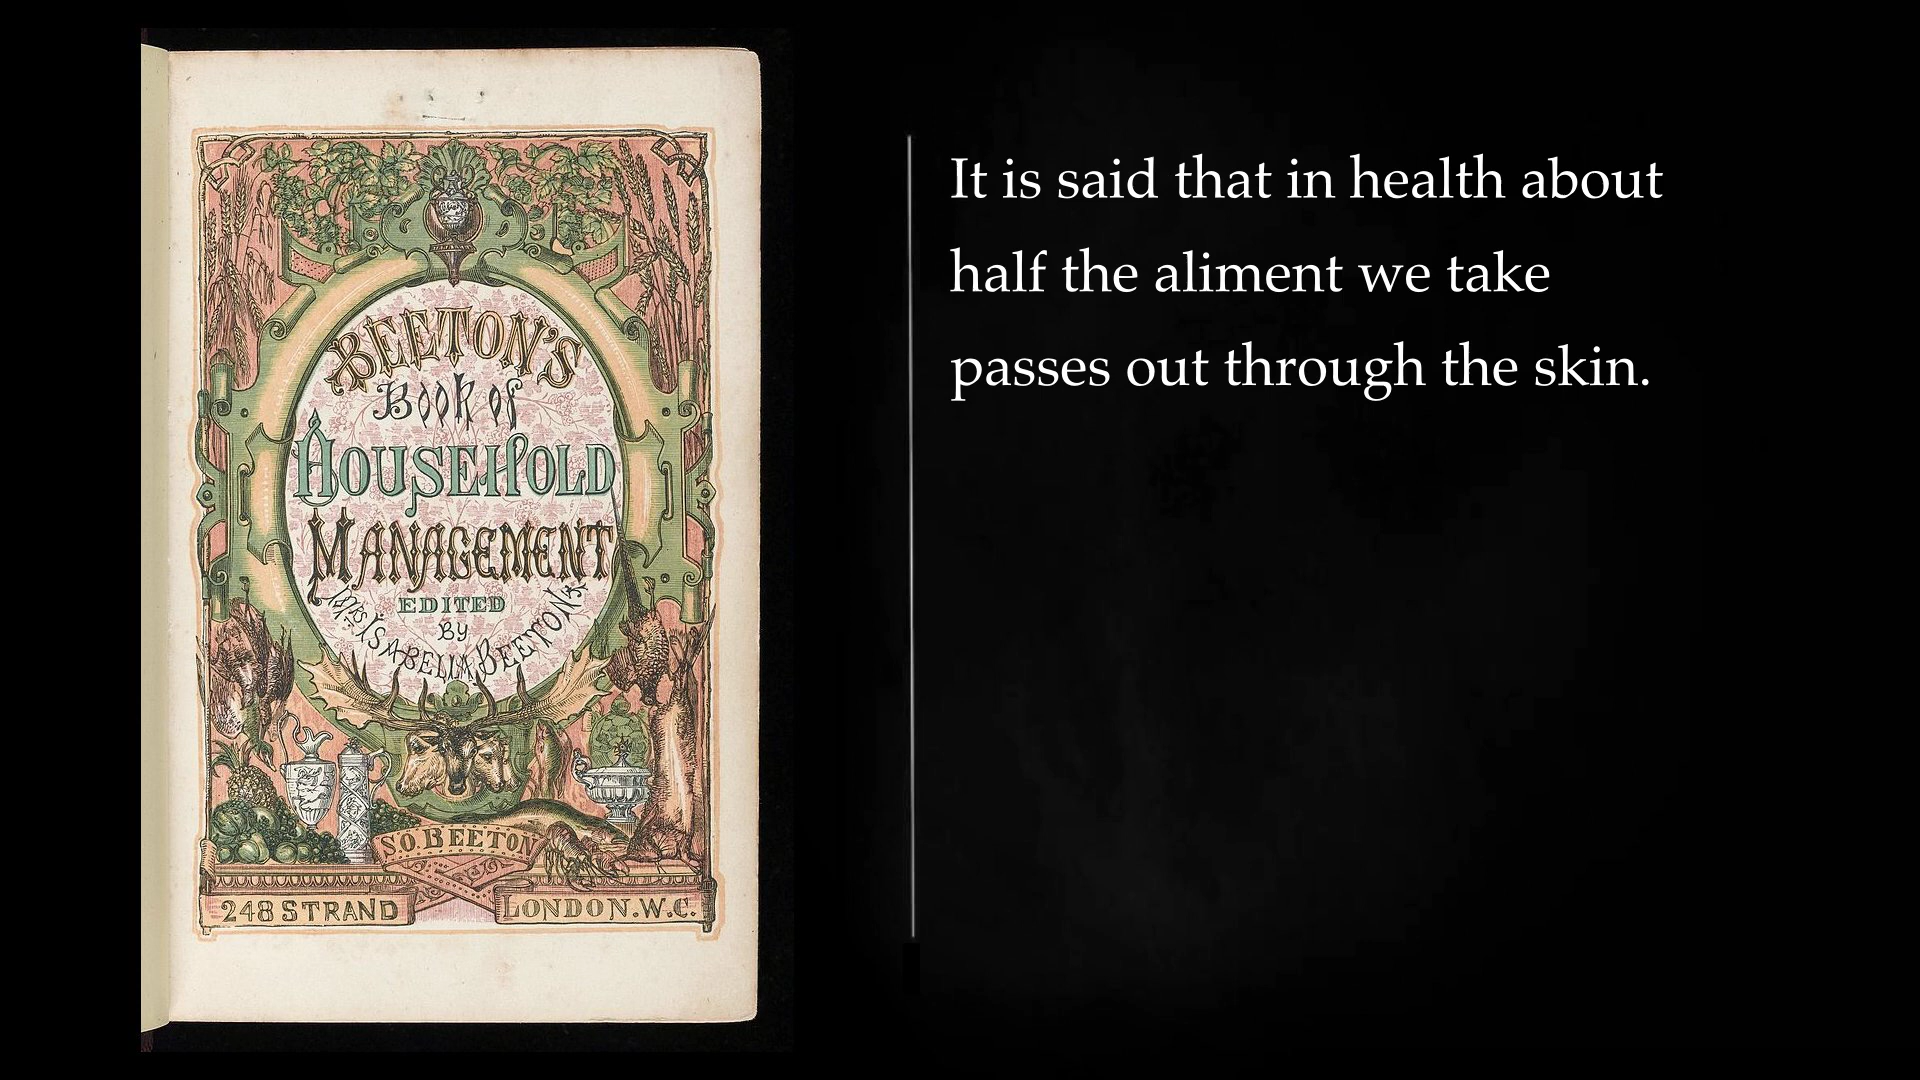 BEETON'S
Book of
HOUSEHOLD
MANAGEMENT
EDITED
BY
MRS ISABELLA BEETON
S.O. BEETON
248 STRAND
LONDON. W.C.
It is said that in health about
half the aliment we take
passes out through the skin.